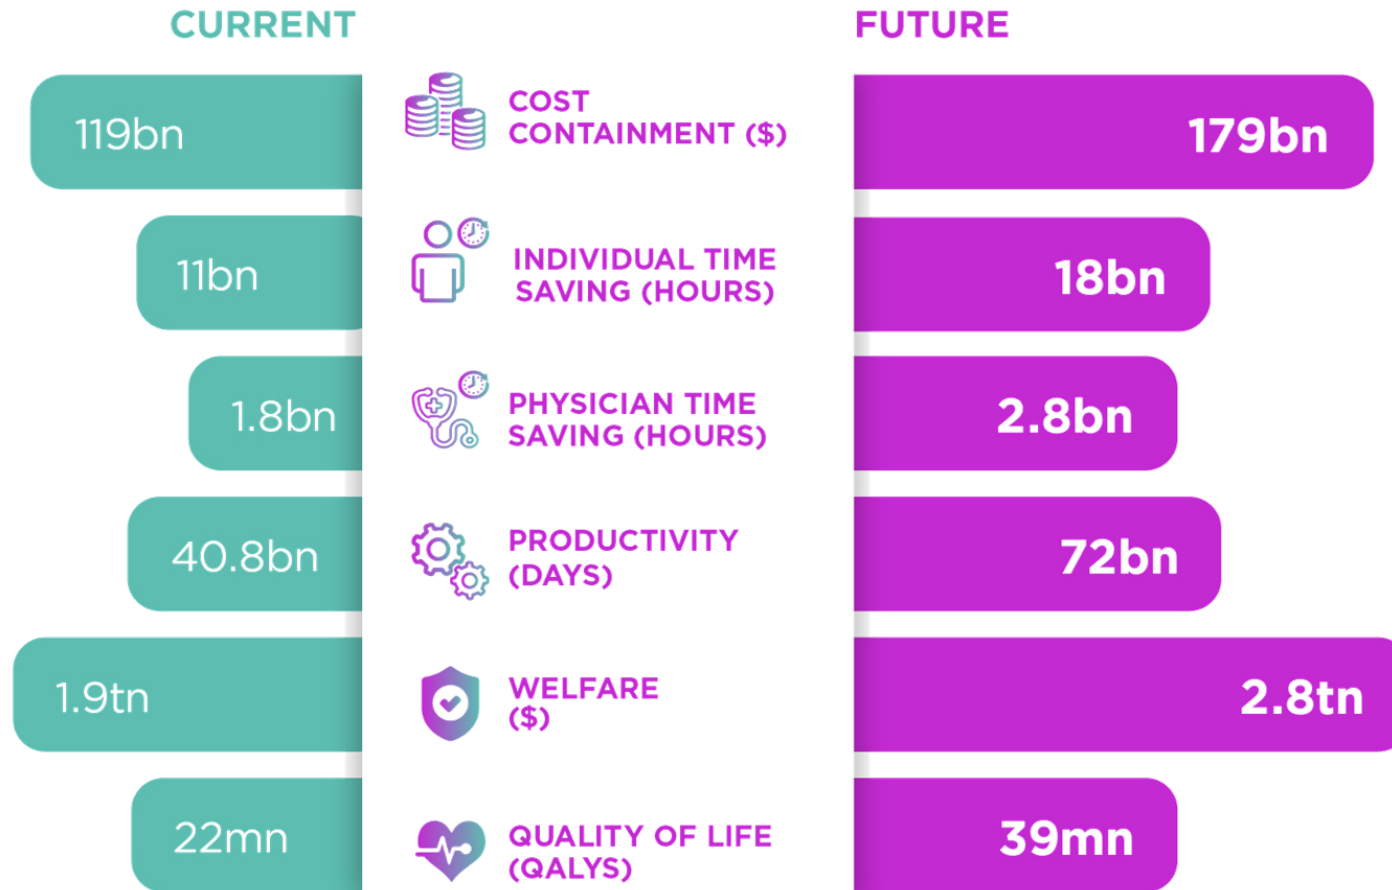 CURRENT
FUTURE
119bn
COST
CONTAINMENT ($)
179bn
11bn
INDIVIDUAL TIME
SAVING (HOURS)
18bn
1.8bn
PHYSICIAN TIME
SAVING (HOURS)
2.8bn
40.8bn
PRODUCTIVITY
(DAYS)
72bn
1.9tn
WELFARE
($)
2.8tn
22mn
QUALITY OF LIFE
(QALYS)
39mn